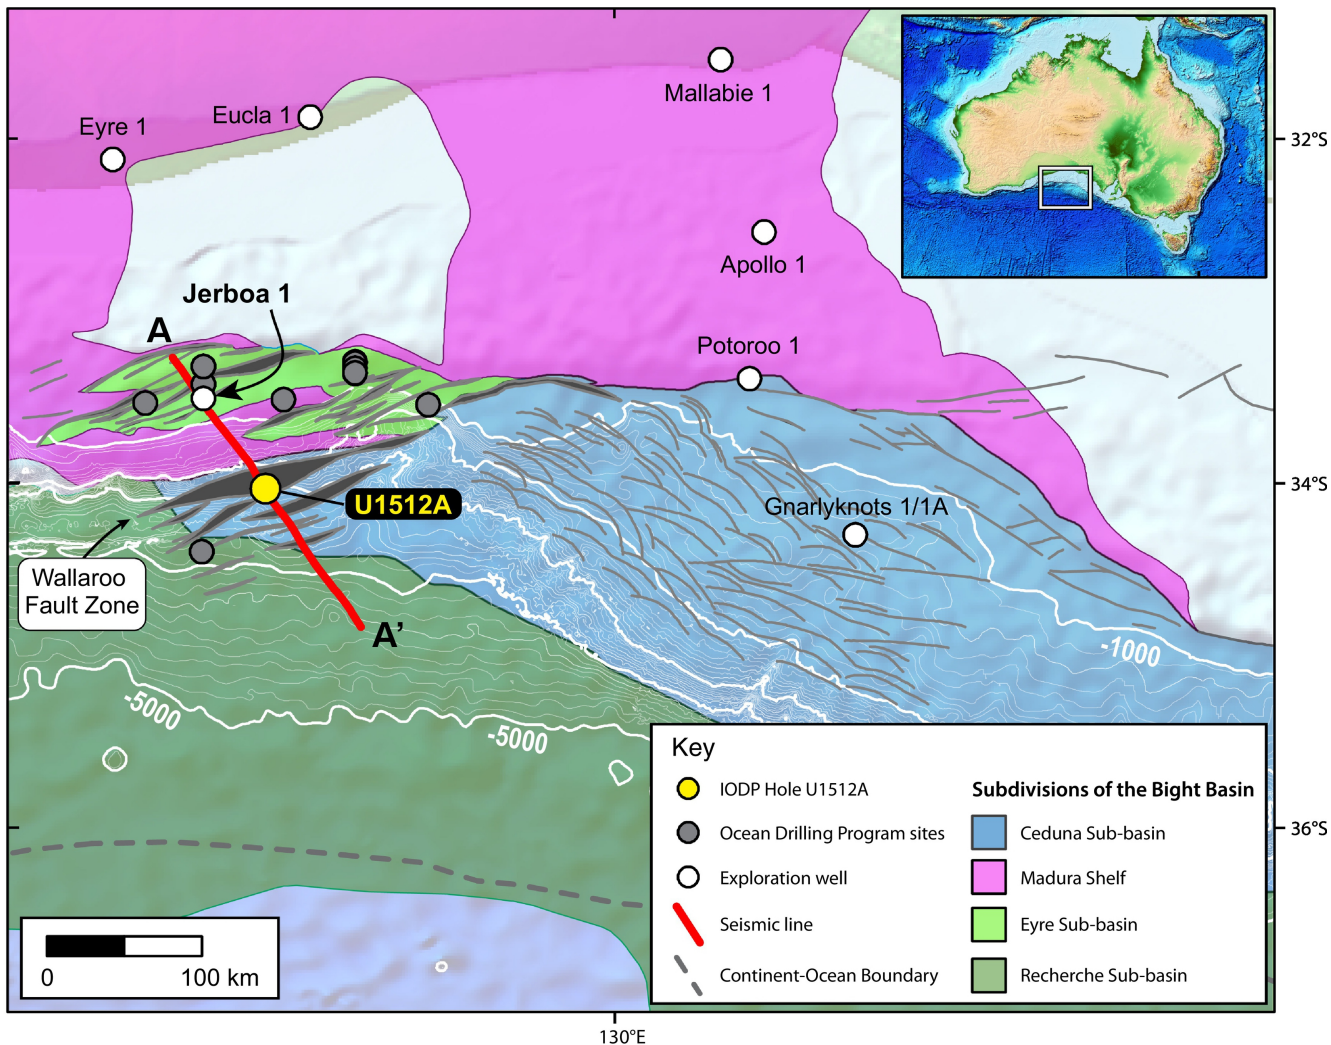 Mallabie 1
Eucla 1
Eyre 1
32°S
Apollo 1
Jerboa 1
A
Potoroo 1
34°S
U1512A
Gnarlyknots 1/1A
Wallaroo
Fault Zone
A’
-1000
-5000
-5000
Key
IODP Hole U1512A
Ocean Drilling Program sites
Exploration well
Seismic line
Continent-Ocean Boundary
Subdivisions of the Bight Basin
Ceduna Sub-basin
Madura Shelf
Eyre Sub-basin
Recherche Sub-basin
36°S
0 100 km
130°E